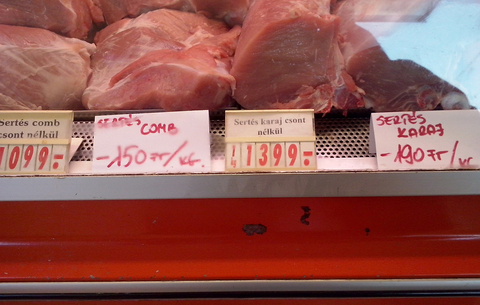 Sertés comb
csont nélkül
1099.-
SERTÉS
COMB
-150 Ft/KG.
Sertés karaj csont
nélkül
1399.-
SERTÉS
KARAJ
-190 Ft/